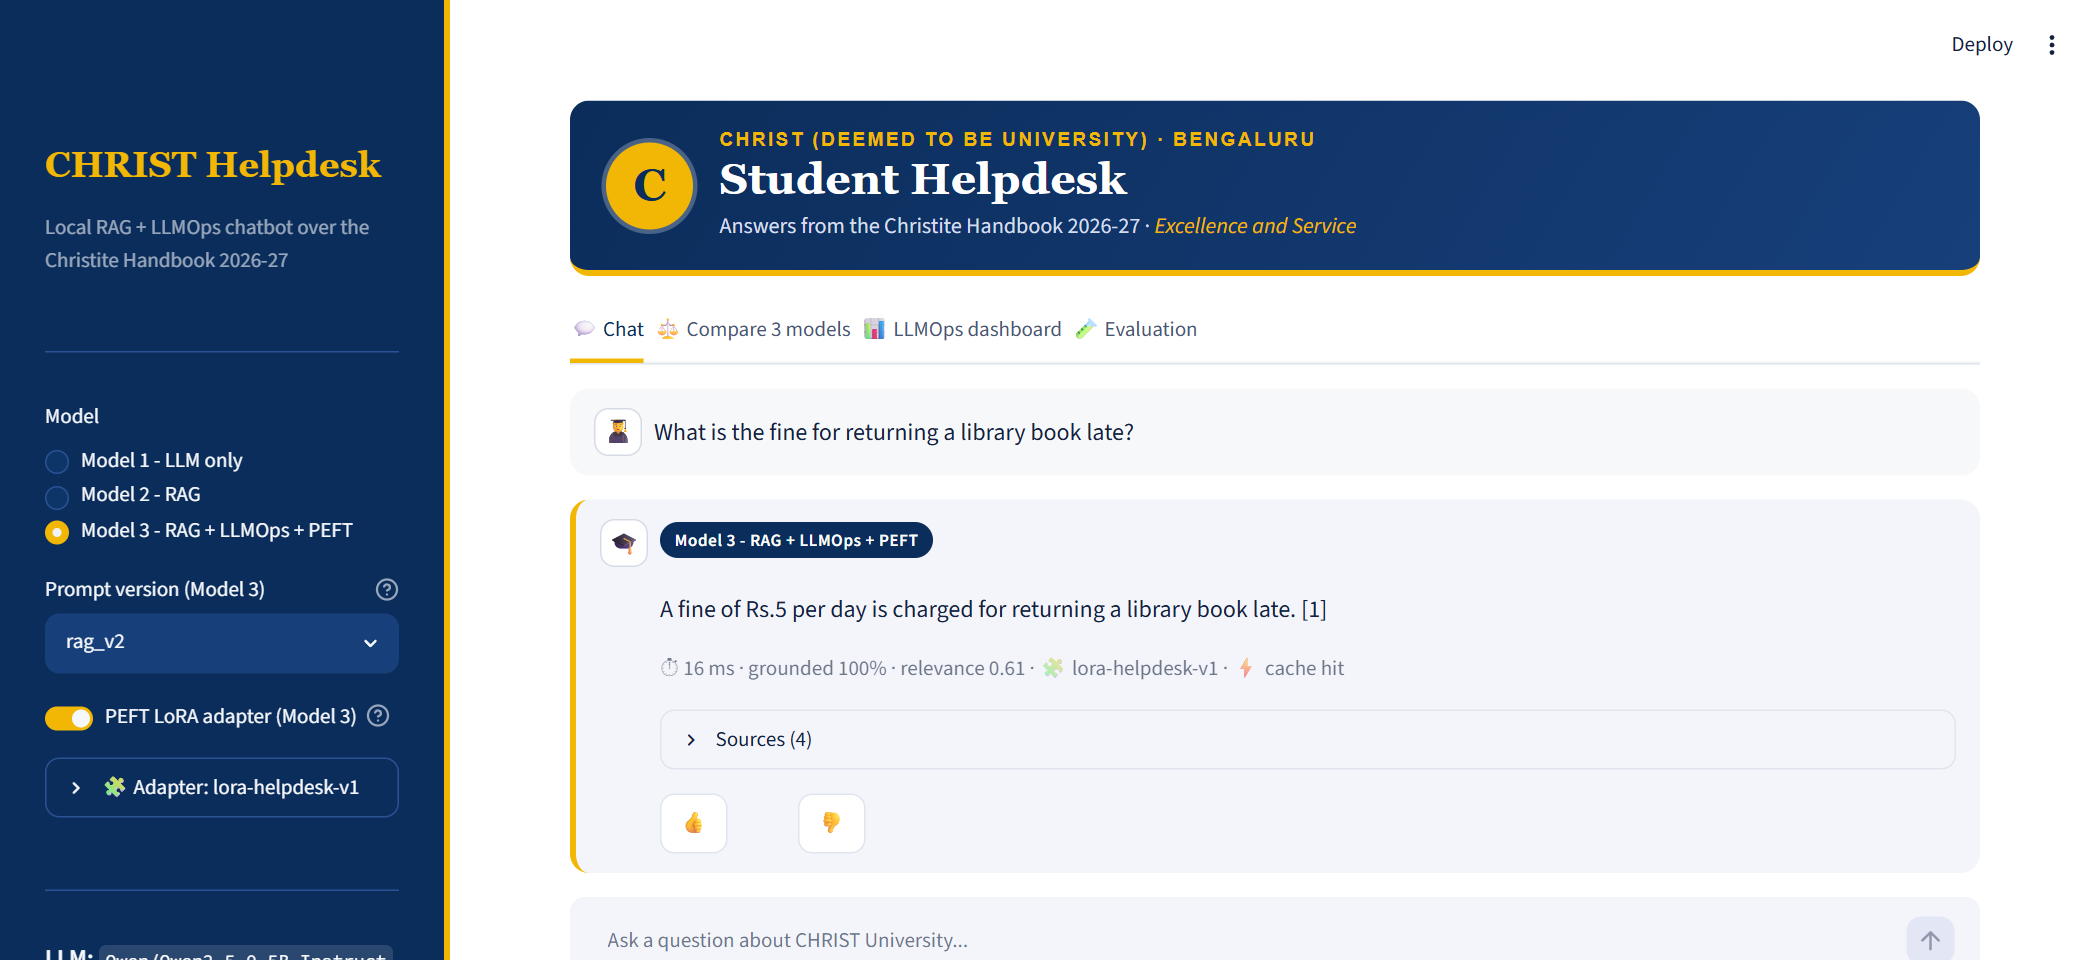 Deploy
CHRIST Helpdesk
Local RAG + LLMOps chatbot over the
Christite Handbook 2026-27
Model
Model 1 - LLM only
Model 2 - RAG
Model 3 - RAG + LLMOps + PEFT
Prompt version (Model 3)
rag_v2
PEFT LoRA adapter (Model 3)
Adapter: lora-helpdesk-v1
LLM:
C
CHRIST (DEEMED TO BE UNIVERSITY) · BENGALURU
Student Helpdesk
Answers from the Christite Handbook 2026-27 · Excellence and Service
Chat Compare 3 models LLMOps dashboard Evaluation
What is the fine for returning a library book late?
Model 3 - RAG + LLMOps + PEFT
A fine of Rs.5 per day is charged for returning a library book late. [1]
16 ms · grounded 100% · relevance 0.61 · lora-helpdesk-v1 · cache hit
Sources (4)
Ask a question about CHRIST University...